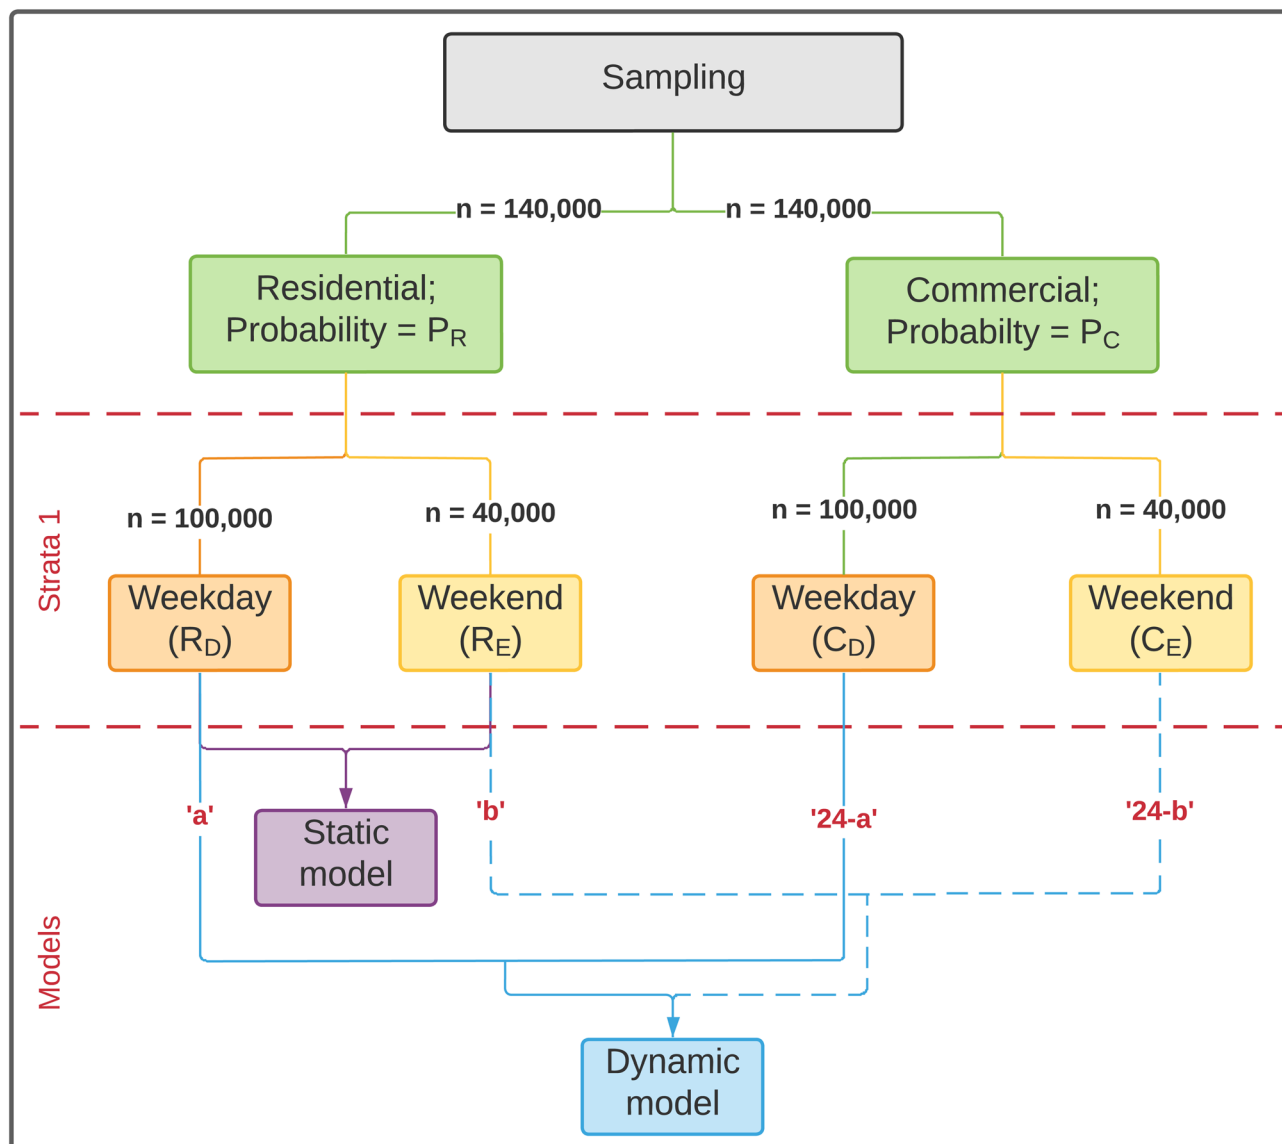 Sampling
n = 140,000
n = 140,000
Residential;
Probability = PR
Commercial;
Probabilty = PC
Strata 1
n = 100,000
n = 40,000
n = 100,000
n = 40,000
Weekday
(RD)
Weekend
(RE)
Weekday
(CD)
Weekend
(CE)
Models
'a'
'b'
'24-a'
'24-b'
Static
model
Dynamic
model